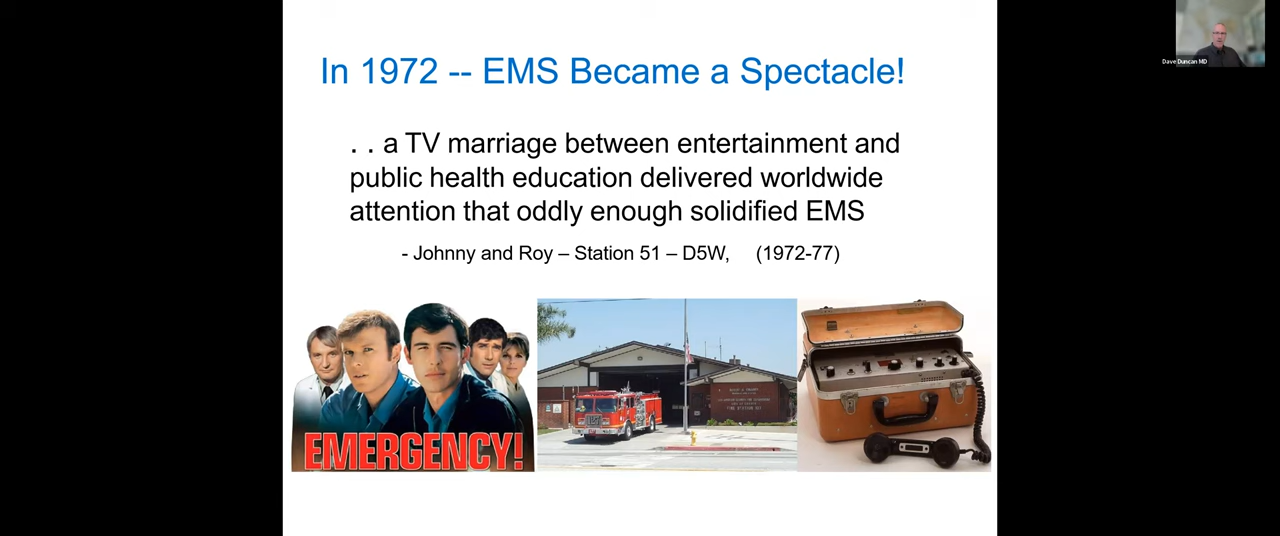 In 1972 -- EMS Became a Spectacle!
. . a TV marriage between entertainment and
public health education delivered worldwide
attention that oddly enough solidified EMS
- Johnny and Roy – Station 51 – D5W, (1972-77)
EMERGENCY!
Dave Duncan MD